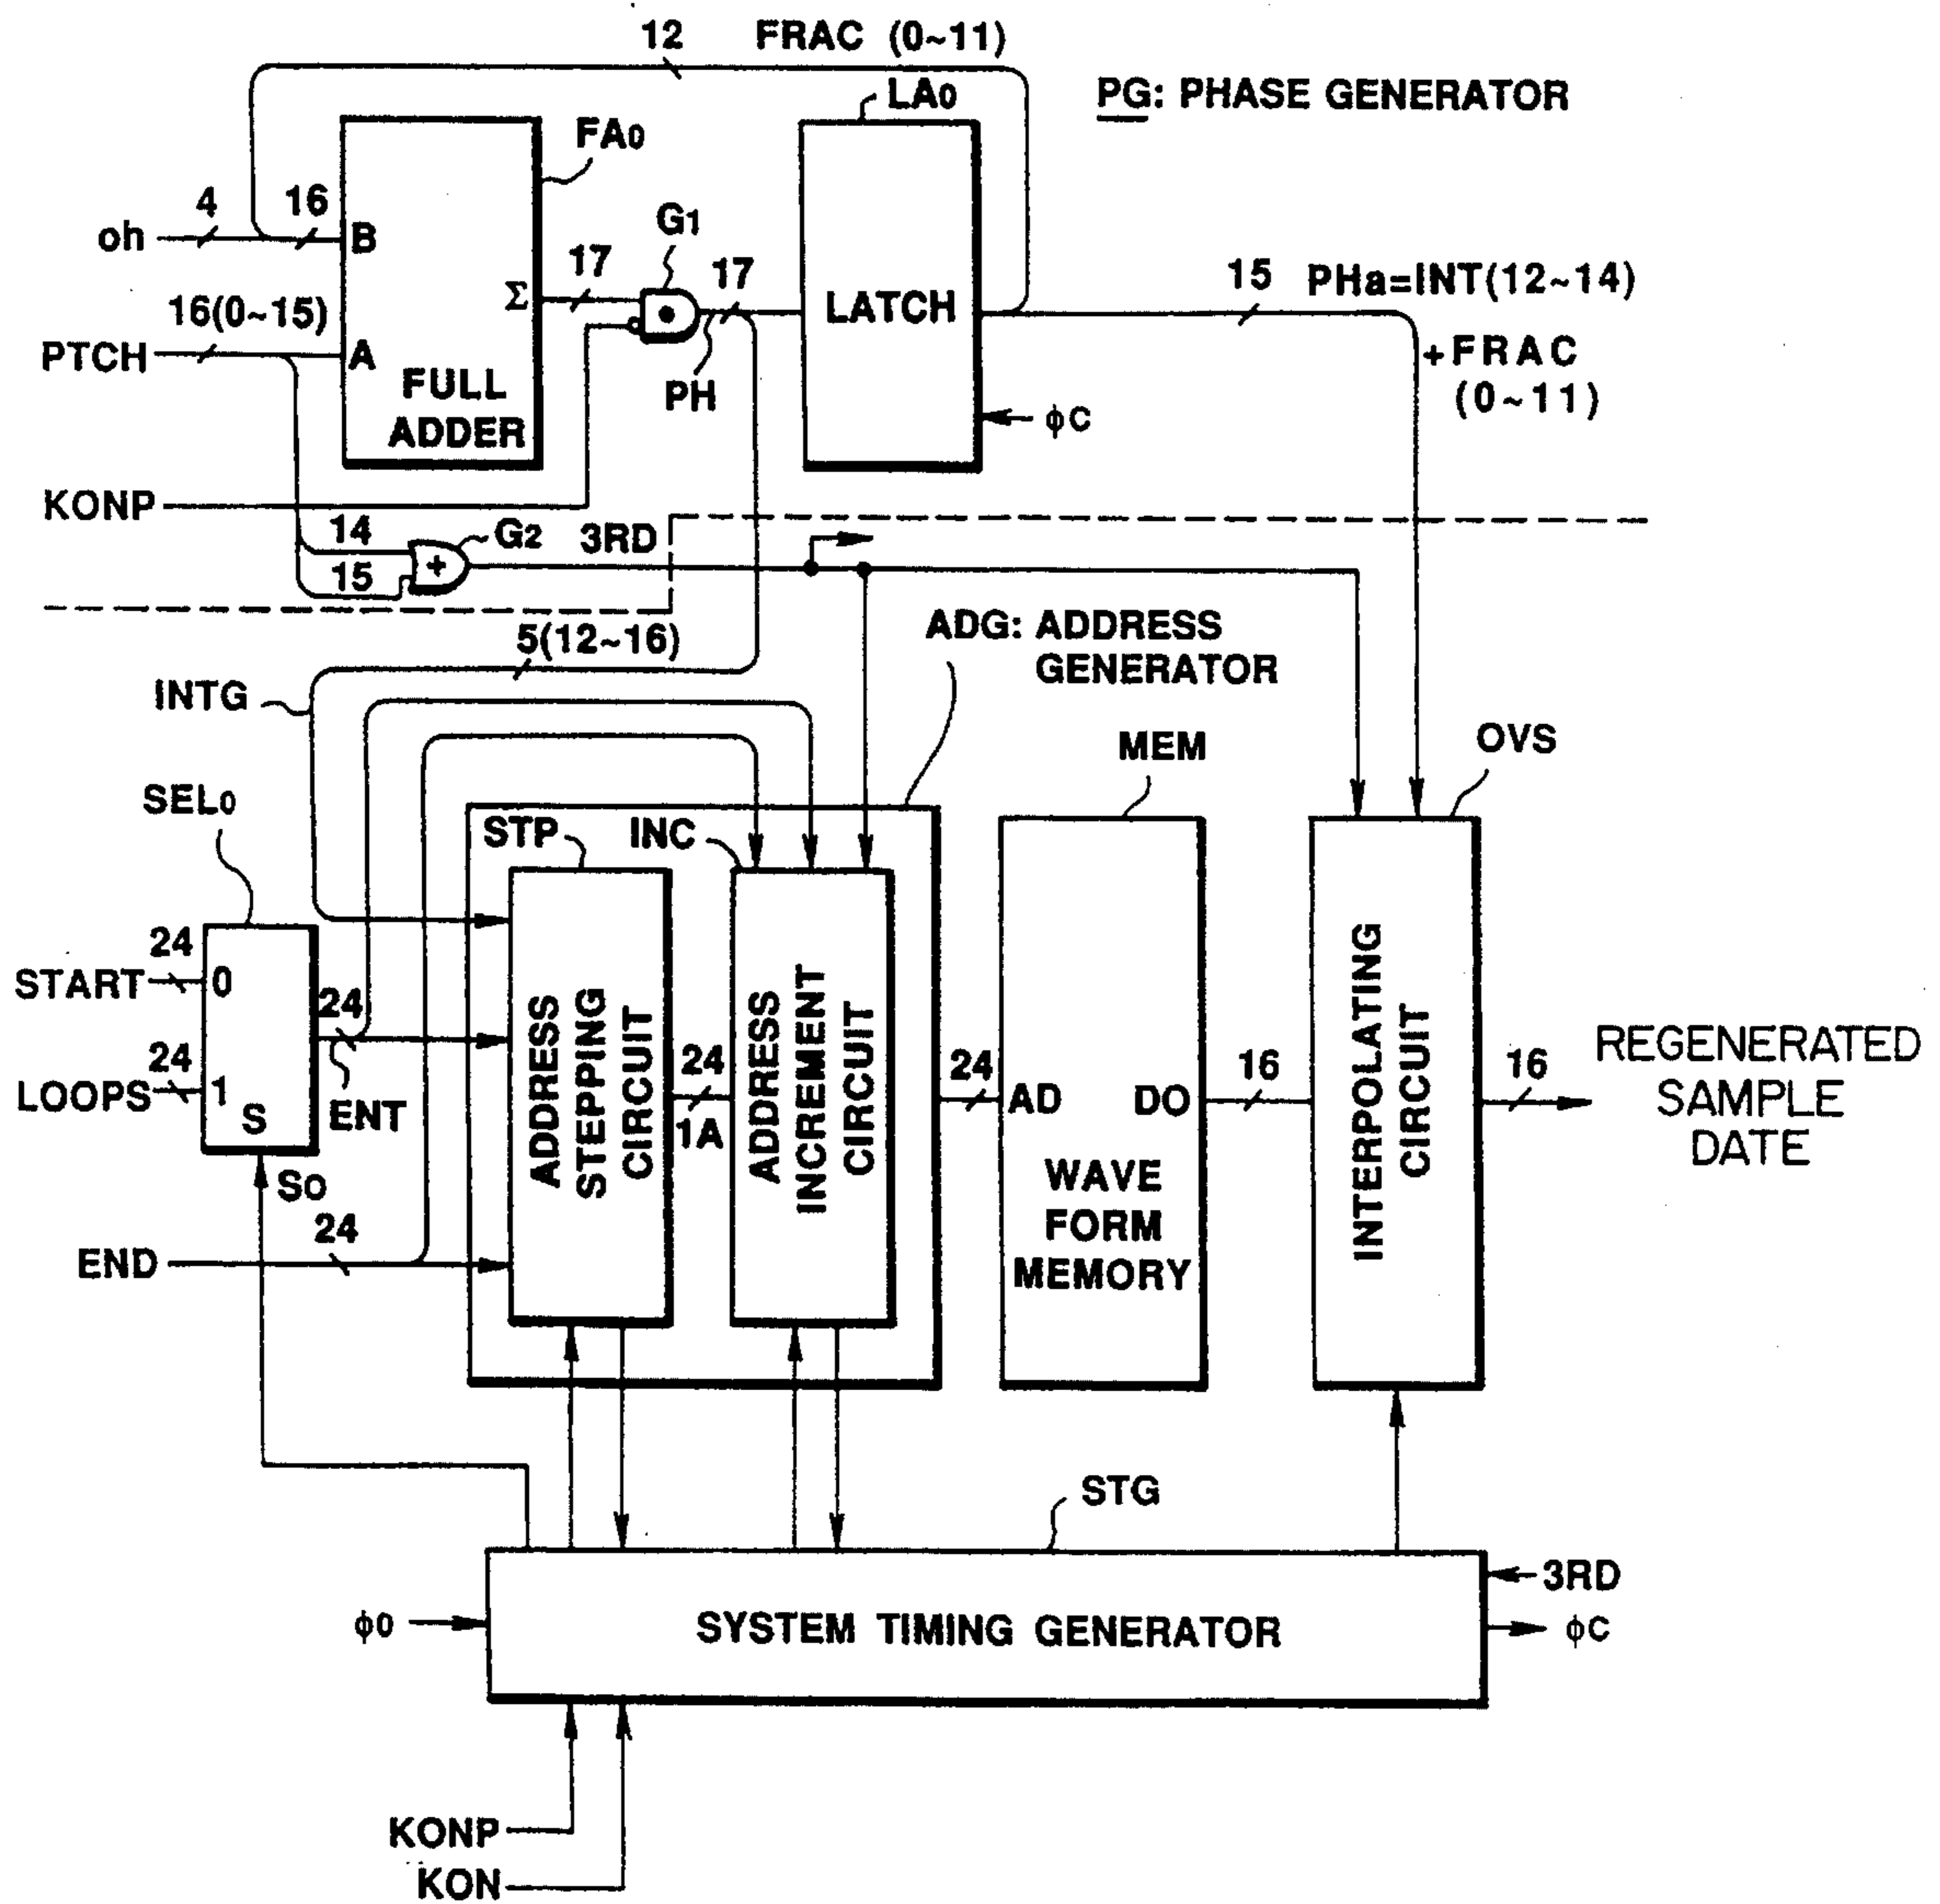 12 FRAC (0~11)
PG: PHASE GENERATOR
LA0
FA0
oh 4 16 B
G1
Σ 17 17
LATCH
15 PHa=INT(12~14)
+FRAC
(0~11)
16(0~15)
PTCH A
FULL
ADDER
PH
φC
KONP
14
15
G2 3RD
5(12~16)
ADG: ADDRESS
GENERATOR
INTG
MEM
OVS
SEL0
STP INC
24
START 0
24
LOOPS 1
S
24
ENT
So
24
END
ADDRESS
STEPPING
CIRCUIT
24
1A
ADDRESS
INCREMENT
CIRCUIT
24
AD DO
WAVE
FORM
MEMORY
16
INTERPOLATING
CIRCUIT
16
REGENERATED
SAMPLE
DATE
STG
φ0
SYSTEM TIMING GENERATOR
3RD
φC
KONP
KON